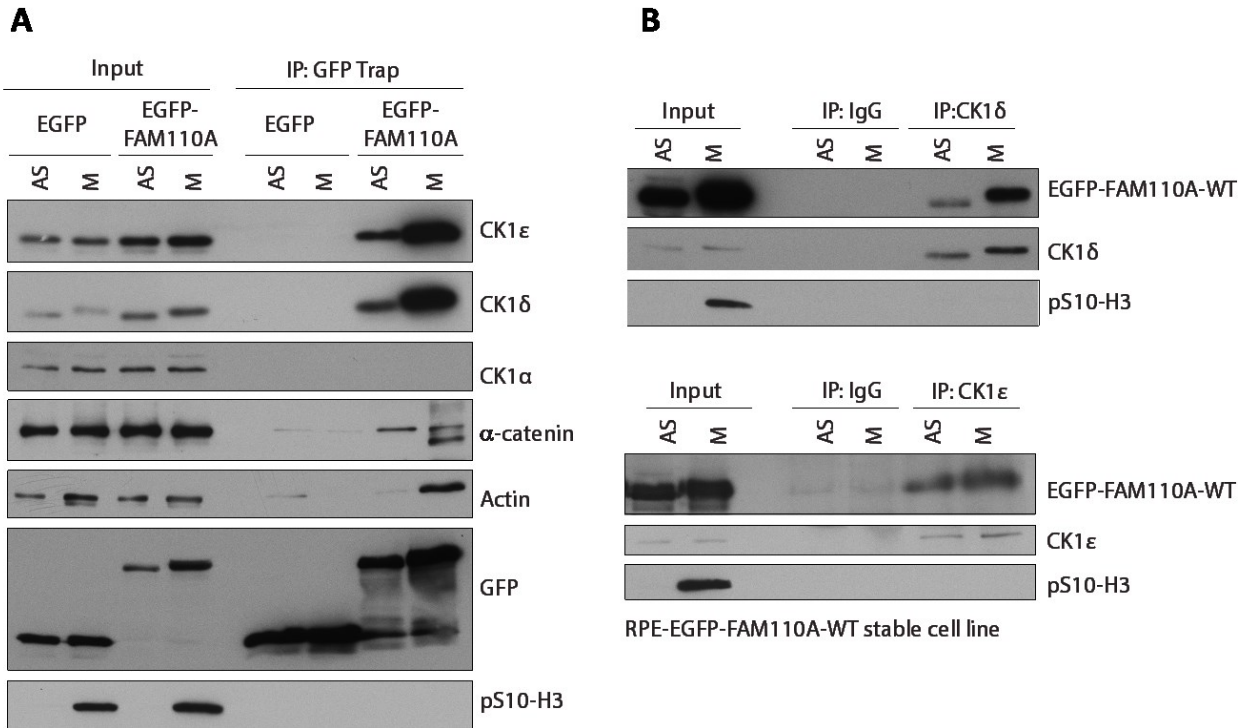 A
Input
IP: GFP Trap
EGFP
EGFP-
FAM110A
EGFP
EGFP-
FAM110A
AS
M
AS
M
AS
M
AS
M
CK1ε
CK1δ
CK1α
α-catenin
Actin
GFP
pS10-H3
B
Input
IP: IgG
IP:CK1δ
AS
M
AS
M
AS
M
EGFP-FAM110A-WT
CK1δ
pS10-H3
Input
IP: IgG
IP: CK1ε
AS
M
AS
M
AS
M
EGFP-FAM110A-WT
CK1ε
pS10-H3
RPE-EGFP-FAM110A-WT stable cell line